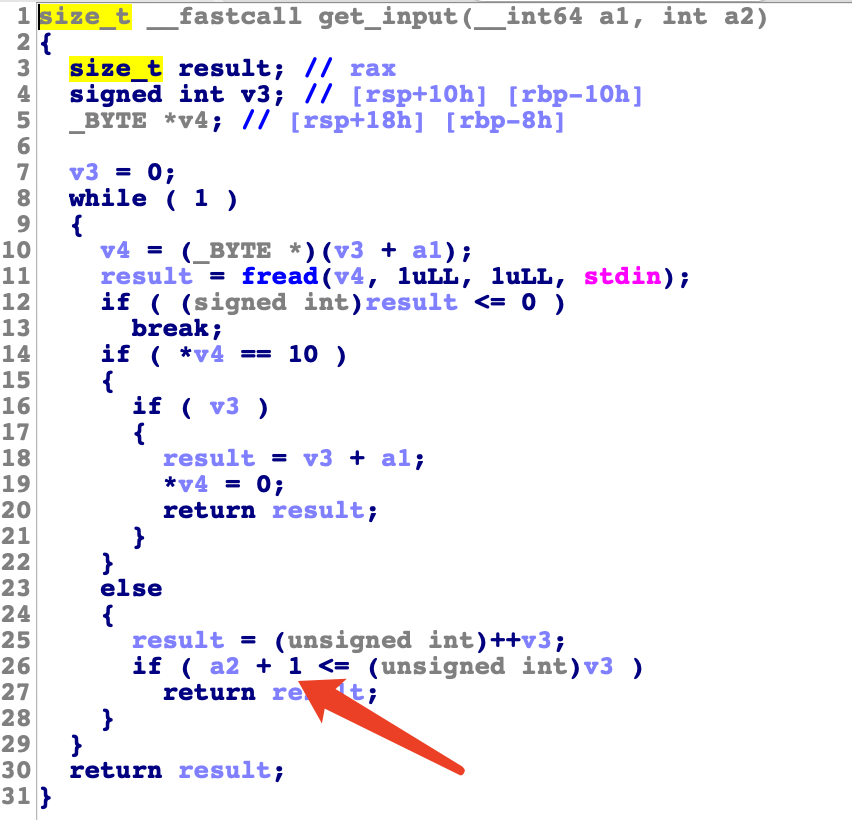 1 size_t __fastcall get_input(__int64 a1, int a2)
2 {
3 size_t result; // rax
4 signed int v3; // [rsp+10h] [rbp-10h]
5 _BYTE *v4; // [rsp+18h] [rbp-8h]
6
7 v3 = 0;
8 while ( 1 )
9 {
10 v4 = (_BYTE *)(v3 + a1);
11 result = fread(v4, 1uLL, 1uLL, stdin);
12 if ( (signed int)result <= 0 )
13 break;
14 if ( *v4 == 10 )
15 {
16 if ( v3 )
17 {
18 result = v3 + a1;
19 *v4 = 0;
20 return result;
21 }
22 }
23 else
24 {
25 result = (unsigned int)++v3;
26 if ( a2 + 1 <= (unsigned int)v3 )
27 return result;
28 }
29 }
30 return result;
31 }